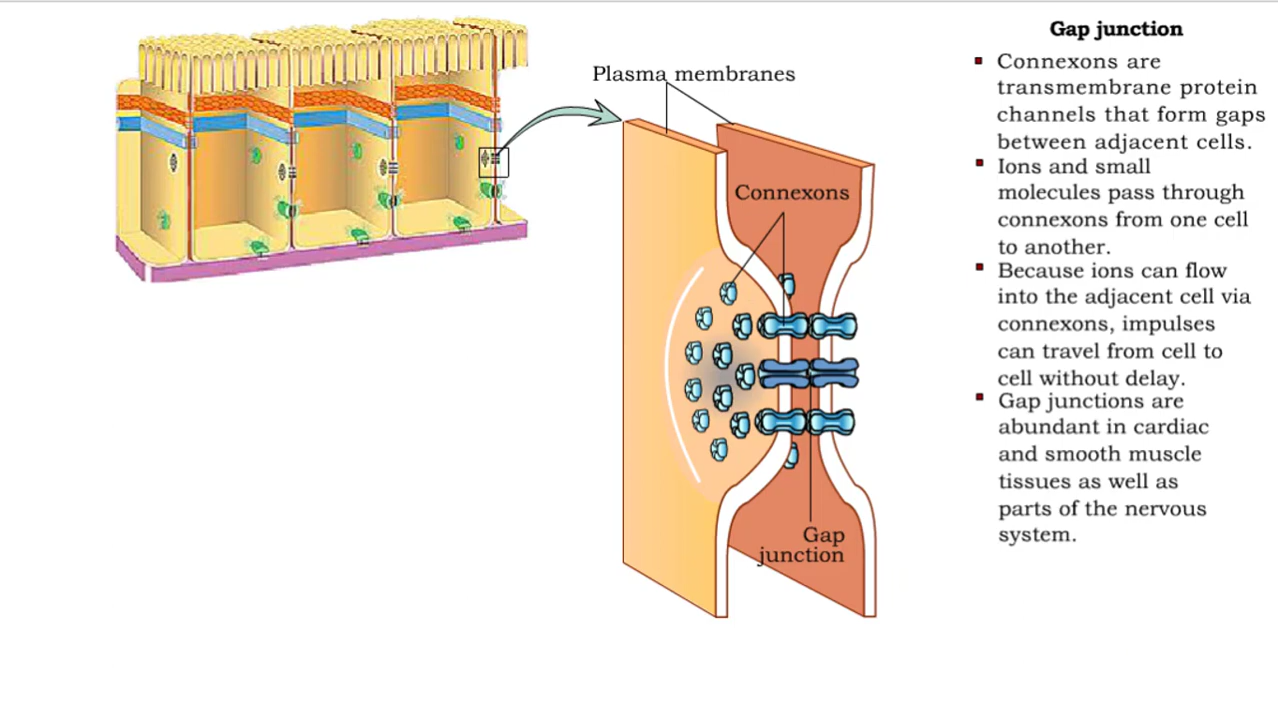 Plasma membranes
Connexons
Gap
junction
Gap junction
▪ Connexons are
transmembrane protein
channels that form gaps
between adjacent cells.
▪ Ions and small
molecules pass through
connexons from one cell
to another.
▪ Because ions can flow
into the adjacent cell via
connexons, impulses
can travel from cell to
cell without delay.
▪ Gap junctions are
abundant in cardiac
and smooth muscle
tissues as well as
parts of the nervous
system.